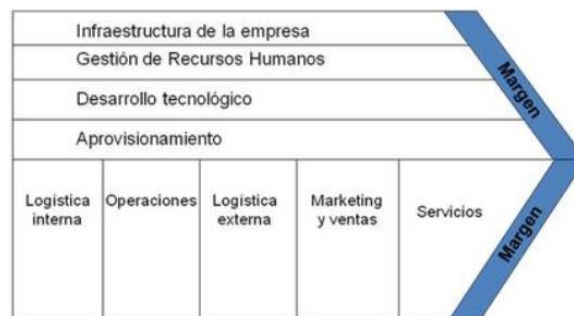 Infraestructura de la empresa
Gestión de Recursos Humanos
Desarrollo tecnológico
Aprovisionamiento
Margen
Logística
interna
Operaciones
Logística
externa
Marketing
y ventas
Servicios
Margen